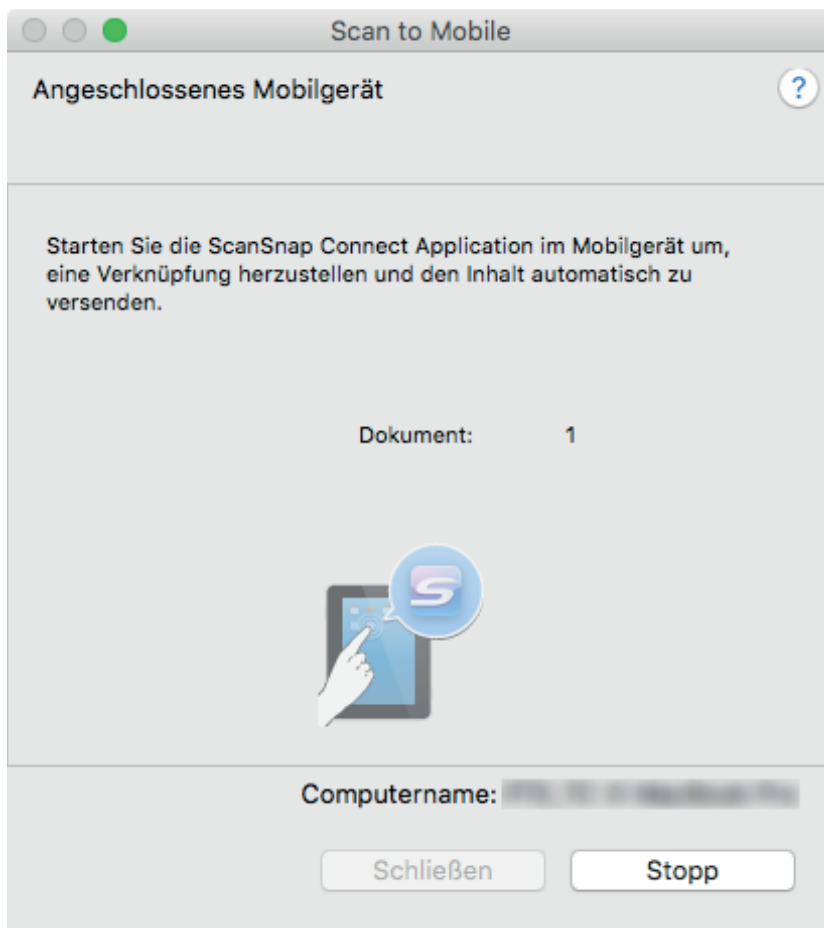 Scan to Mobile
Angeschlossenes Mobilgerät
?
Starten Sie die ScanSnap Connect Application im Mobilgerät um,
eine Verknüpfung herzustellen und den Inhalt automatisch zu
versenden.
Dokument: 1
Computername:
Schließen Stopp